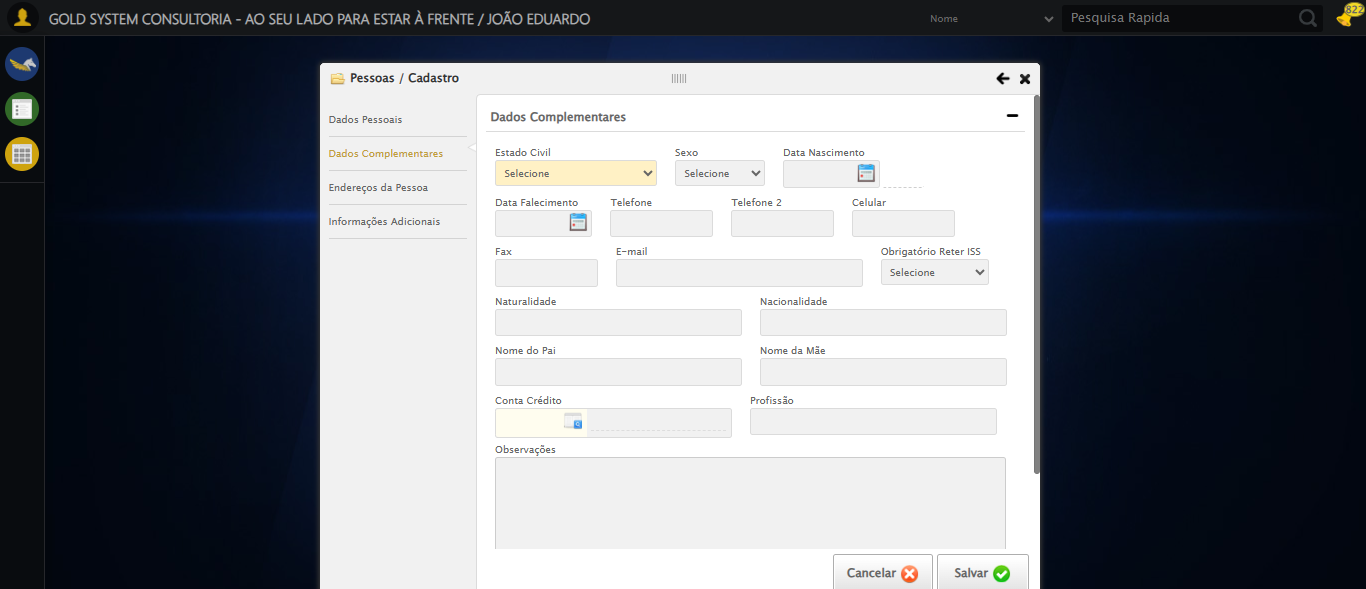 GOLD SYSTEM CONSULTORIA - AO SEU LADO PARA ESTAR À FRENTE / JOÃO EDUARDO
Nome
Pesquisa Rapida
822
Pessoas / Cadastro
Dados Pessoais
Dados Complementares
Endereços da Pessoa
Informações Adicionais
Dados Complementares
Estado Civil Sexo Data Nascimento
Selecione Selecione
Data Falecimento Telefone Telefone 2 Celular
Fax E-mail Obrigatório Reter ISS
Selecione
Naturalidade Nacionalidade
Nome do Pai Nome da Mãe
Conta Crédito Profissão
Observações
Cancelar Salvar